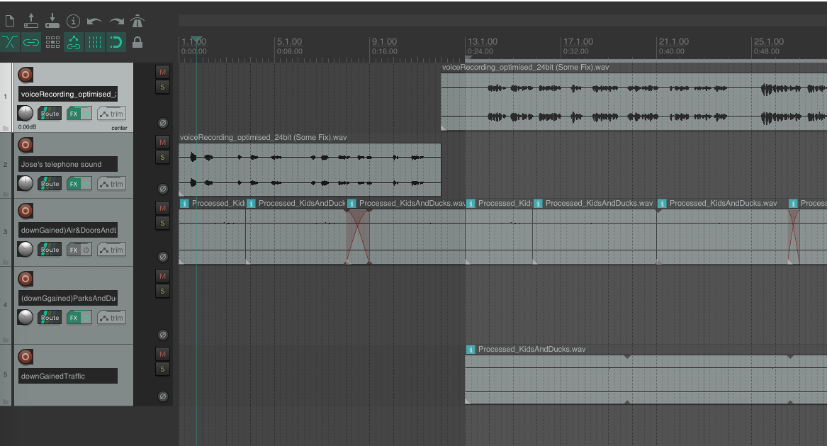 1.1.00 5.1.00 9.1.00 13.1.00 17.1.00 21.1.00 25.1.00
0:00.00 0:08.00 0:16.00 0:24.00 0:32.00 0:40.00 0:48.00
1
voiceRecording_optimised_
M
S
Route FX trim
0.00dB center
voiceRecording_optimised_24bit (Some Fix).wav
2
Jose's telephone sound
M
S
Route FX trim
voiceRecording_optimised_24bit (Some Fix).wav
3
downGained)Air&DoorsAnd
M
S
Route FX trim
Processed_Kid Processed_KidsAndDuck Processed_KidsAndDucks.wav Processed_Kids Processed_KidsAndDucks.wav Processed_KidsAndDucks.wav Proces
4
(downGgained)ParksAndDu
M
S
Route FX trim
5
downGainedTraffic
M
S
Processed_KidsAndDucks.wav